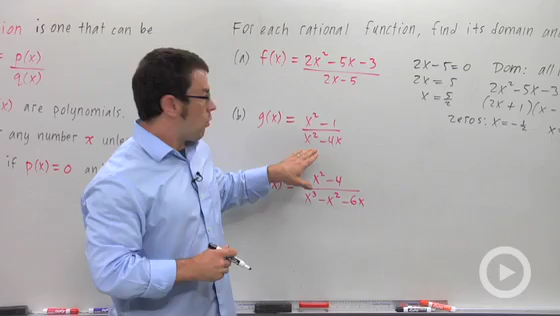 ion is one that can be
= p(x)/q(x)
x) are polynomials.
r any number x unle
if p(x)=0 an
For each rational function, find its domain and
(a) f(x) = (2x²-5x-3)/(2x-5)
2x-5=0
2x = 5
x = 5/2
Dom: all
2x²-5x-3
(2x+1)(x-
zeros: x = -½
x
(b) g(x) = (x²-1)/(x²-4x)
x) = (x²-4)/(x³-x²-6x)